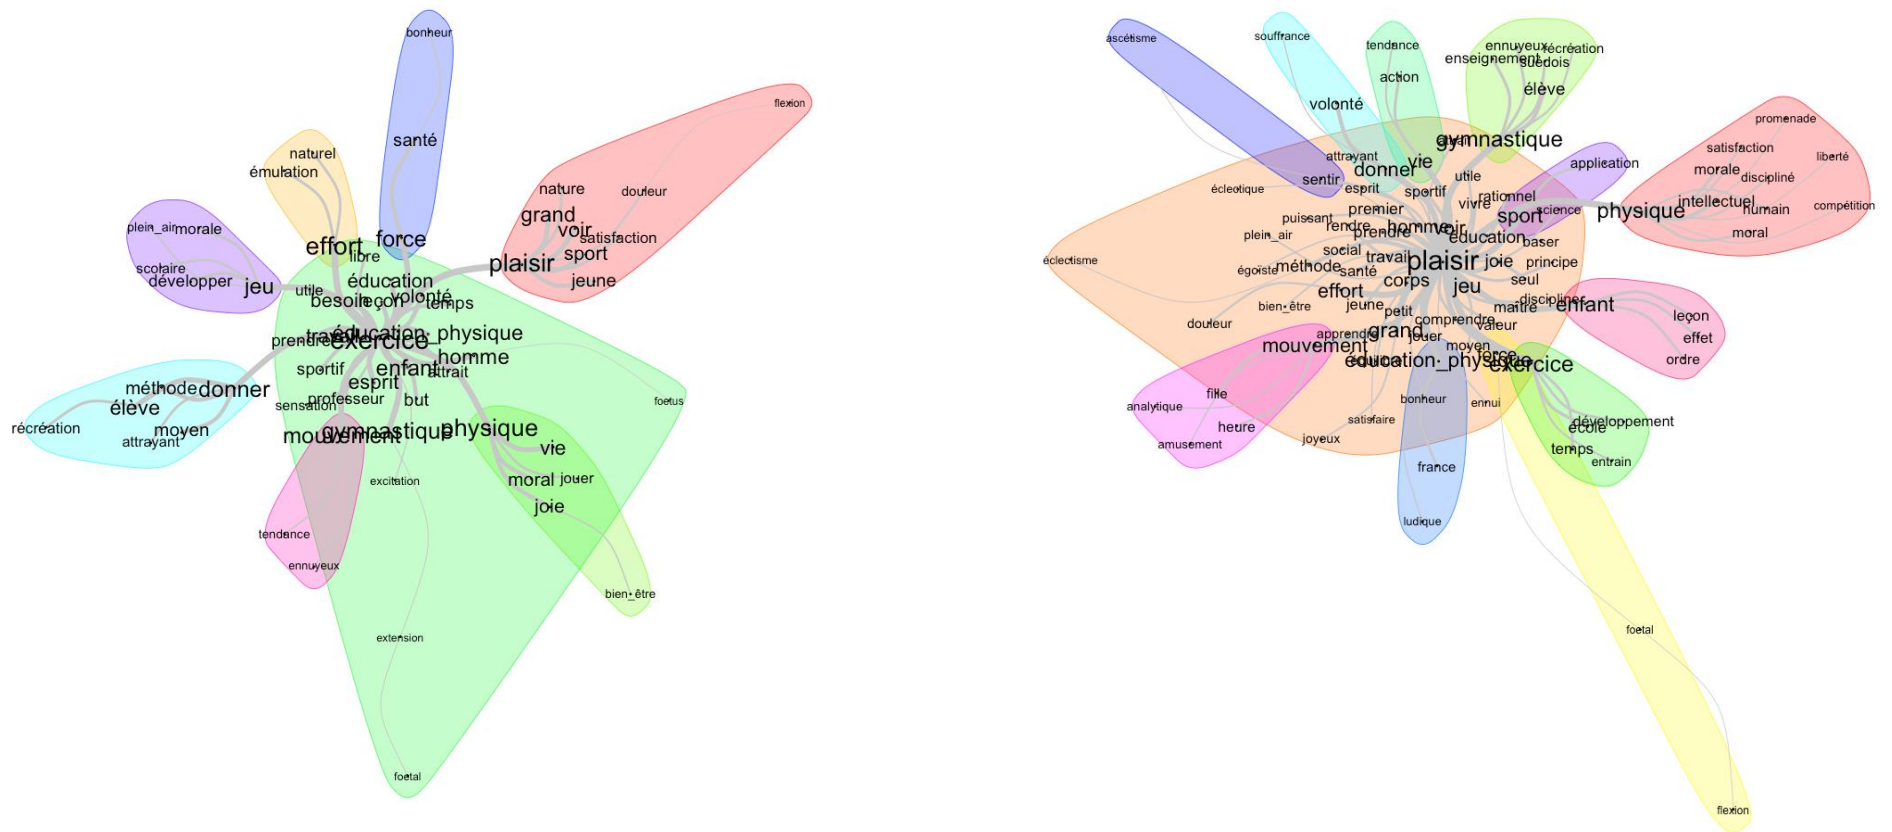 bonheur
flexion
santé
naturel
émulation
nature
douleur
grand
voir
satisfaction
sport
jeune
plaisir
effort
force
libre
plein_air
morale
scolaire
développer
jeu
utile
éducation
besoin
leçon
volonté
temps
prendre
travail
éducation_physique
exercice
homme
sportif
enfant
attrait
esprit
professeur
but
sensation
foetus
méthode
donner
élève
récréation
attrayant
moyen
mouvement
gymnastique
physique
vie
moral
jouer
joie
excitation
tendance
ennuyeux
bien_être
extension
foetal
ascétisme
souffrance
tendance
action
volonté
ennuyeux
récréation
enseignement
suédois
élève
gymnastique
promenade
satisfaction
liberté
morale
discipliné
intellectuel
humain
compétition
moral
physique
application
attrayant
donner
vie
sentir
esprit
sportif
utile
vivre
rationnel
science
sport
éclectique
puissant
premier
rendre
prendre
homme
voir
éducation
baser
plein_air
social
travail
plaisir
joie
principe
éclectisme
égoïste
méthode
santé
corps
jeu
seul
effort
jeune
bien_être
petit
maître
discipline
enfant
douleur
comprendre
valeur
apprendre
grand
jouer
moyen
force
mouvement
équilibre
éducation_physique
exercice
leçon
effet
ordre
fille
analytique
heure
amusement
bonheur
ennui
satisfaire
joyeux
développement
école
temps
entrain
france
ludique
foetal
flexion